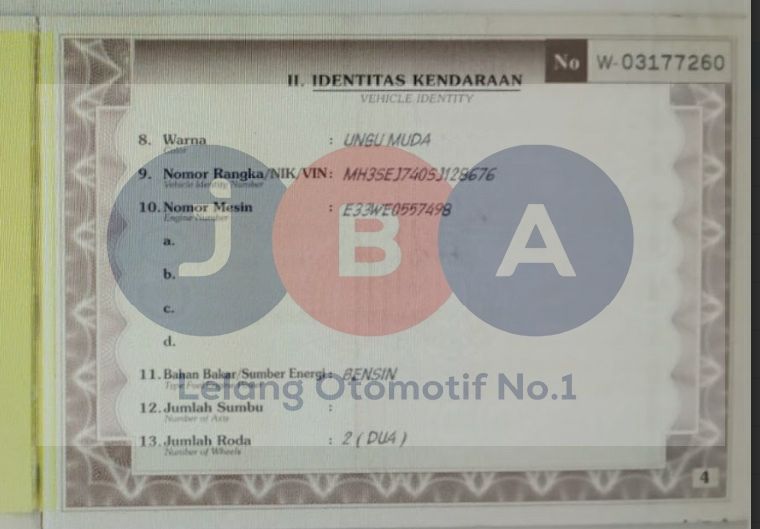 No W-03177260
II. IDENTITAS KENDARAAN
VEHICLE IDENTITY
8. Warna : UNGU MUDA
Color
9. Nomor Rangka/NIK/VIN: MH3SEJ740SJ128676
Vehicle Identity Number
10. Nomor Mesin : E33WE0557498
Engine Number
a.
b.
c.
d.
jBA
11. Bahan Bakar/Sumber Energi: BENSIN
Lelang Otomotif No.1
12. Jumlah Sumbu :
Number of Axis
13. Jumlah Roda : 2 ( DUA )
Number of Wheels
4